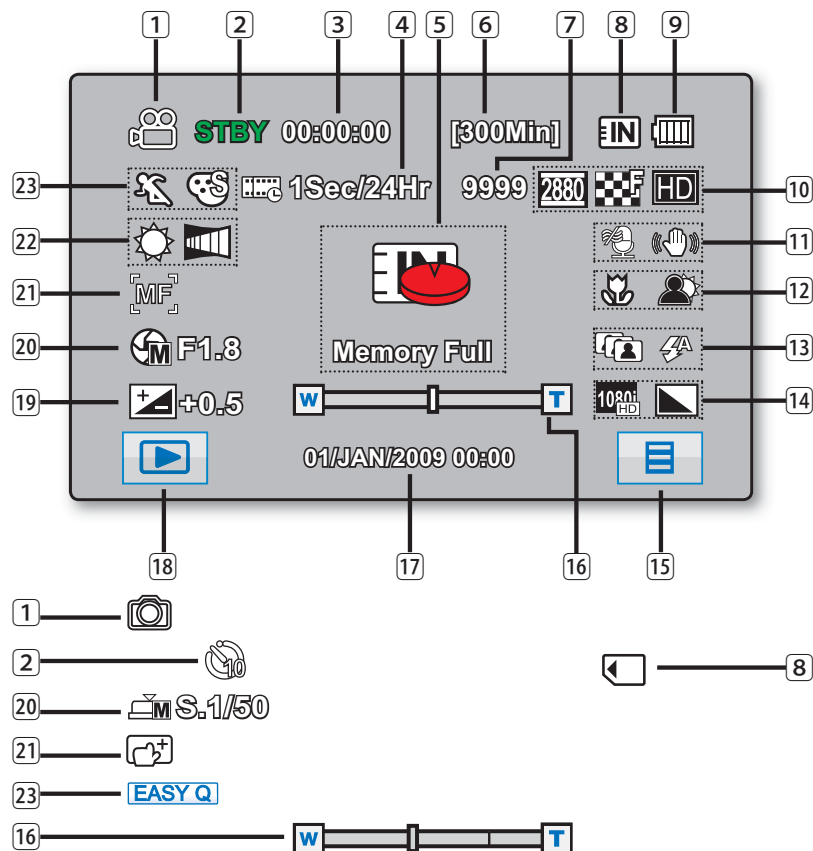 1 2 3 4 5 6 7 8 9
STBY 00:00:00 [300Min] IN
23 S 1Sec/24Hr 9999 2880 F HD 10
22 11
21 MF IN 12
20 M F1.8 Memory Full A 13
19 +0.5 W T 1080i HD 14
01/JAN/2009 00:00
18 17 16 15
1
2 10 8
20 M S.1/50
21
23 EASY Q
16 W T